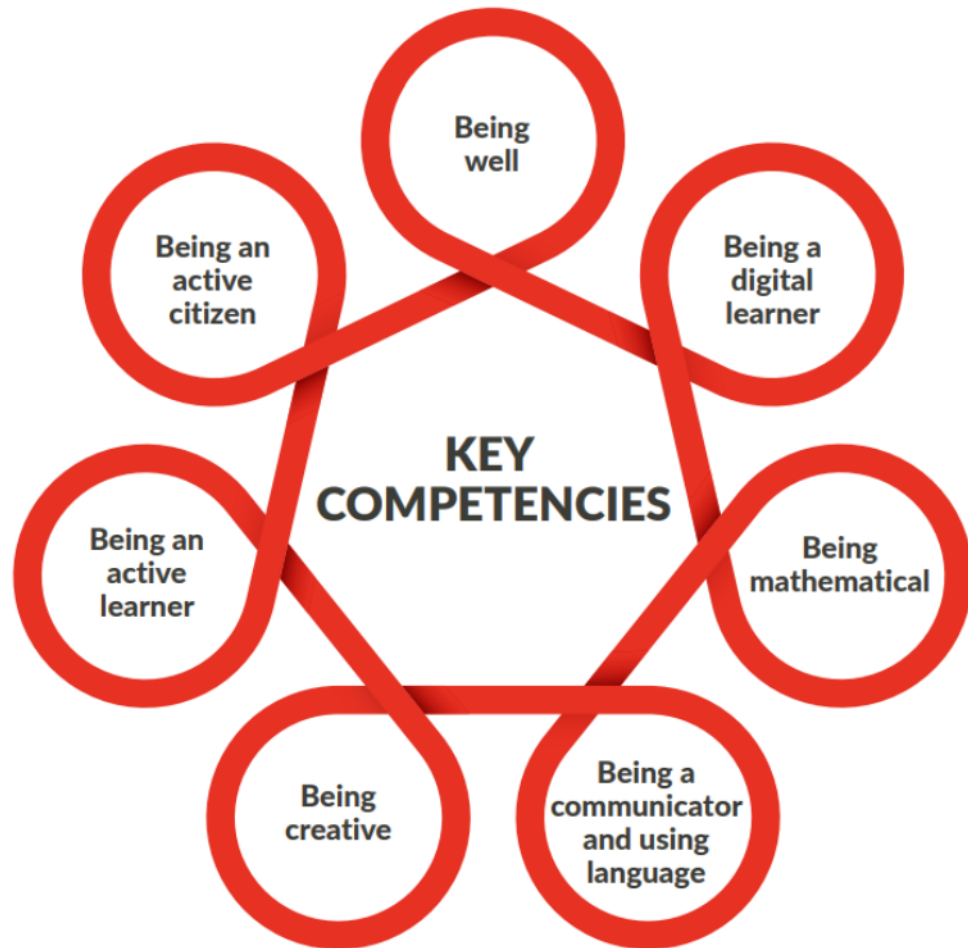 Being
well
Being a
digital
learner
Being
mathematical
Being a
communicator
and using
language
Being
creative
Being an
active
learner
Being an
active
citizen
KEY
COMPETENCIES